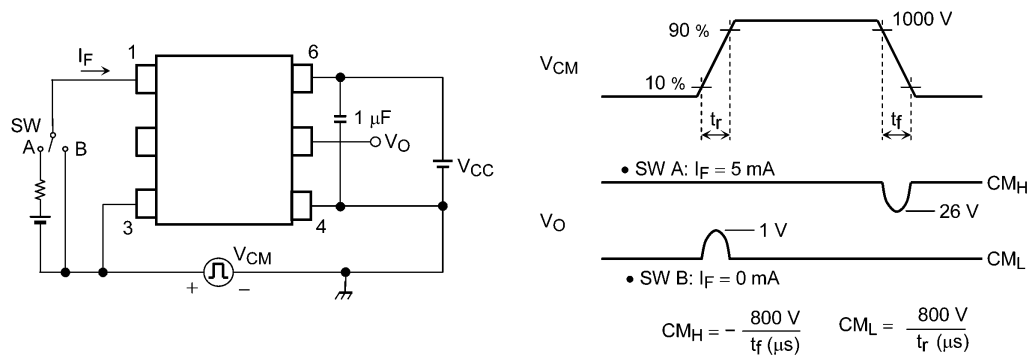 I_F
1
6
SW
A
B
1 μF
V_O
V_CC
3
4
V_CM
+
−
V_CM
90 %
10 %
1000 V
t_r
t_f
• SW A: I_F = 5 mA
CM_H
26 V
V_O
1 V
CM_L
• SW B: I_F = 0 mA
CM_H = − 800 V / t_f (μs)
CM_L = 800 V / t_r (μs)